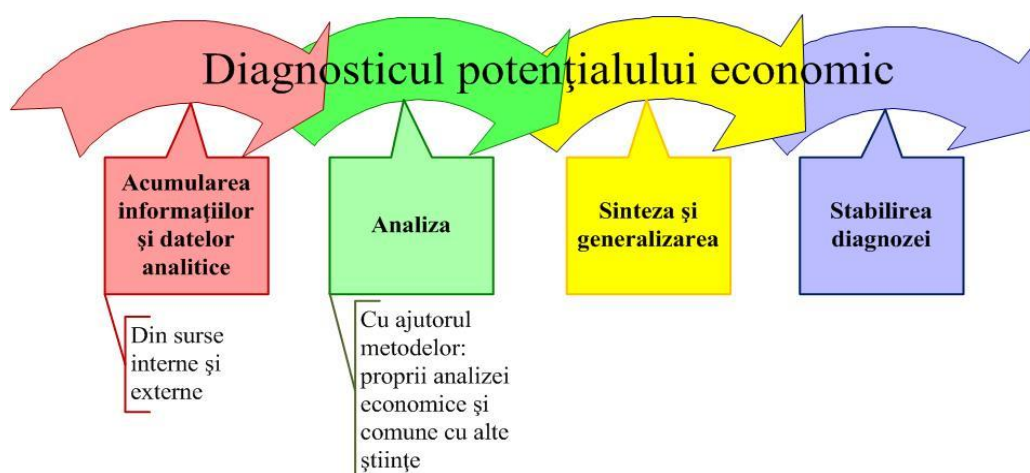 Diagnosticul potenţialului economic
Acumularea
informaţiilor
şi datelor
analitice
Analiza
Sinteza şi
generalizarea
Stabilirea
diagnozei
Din surse
interne şi
externe
Cu ajutorul
metodelor:
proprii analizei
economice şi
comune cu alte
ştiinţe